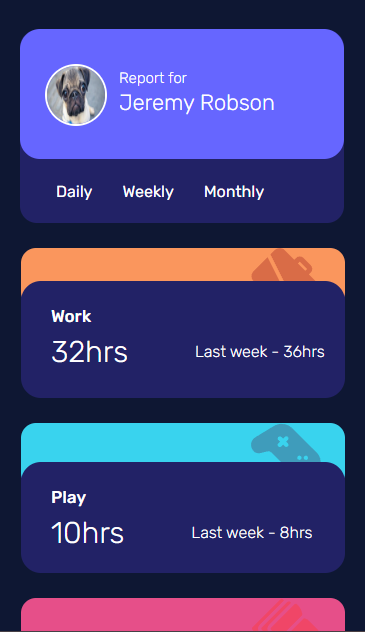 Report for
Jeremy Robson
Daily Weekly Monthly
Work
32hrs Last week - 36hrs
Play
10hrs Last week - 8hrs